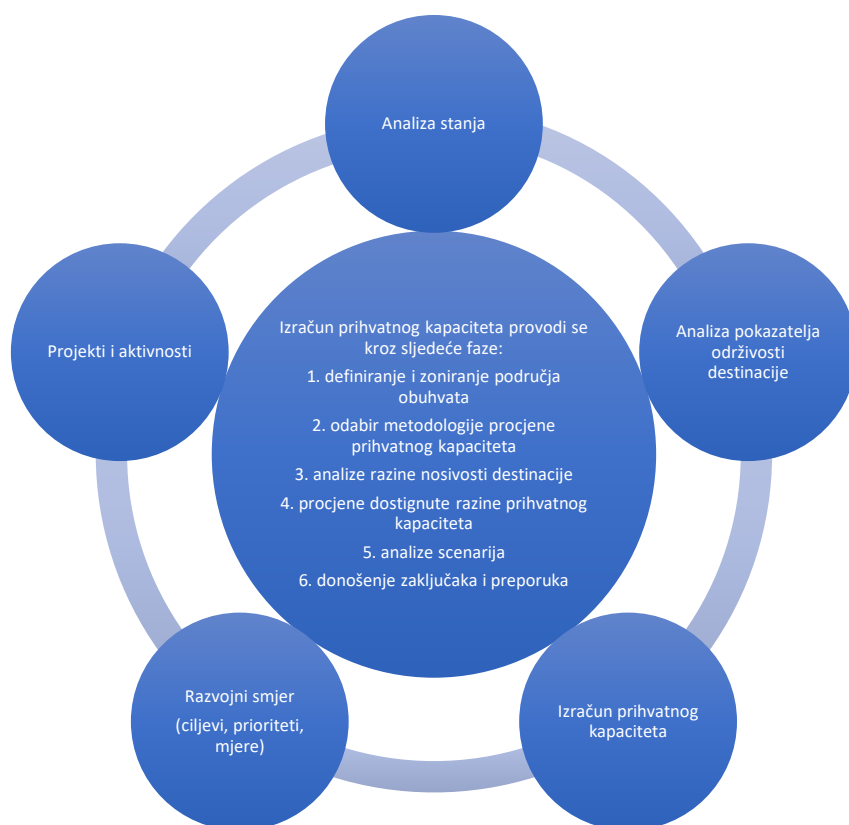 Analiza stanja
Projekti i aktivnosti
Analiza pokazatelja
održivosti
destinacije
Izračun prihvatnog kapaciteta provodi se
kroz sljedeće faze:
1. definiranje i zoniranje područja
obuhvata
2. odabir metodologije procjene
prihvatnog kapaciteta
3. analize razine nosivosti destinacije
4. procjene dostignute razine prihvatnog
kapaciteta
5. analize scenarija
6. donošenje zaključaka i preporuka
Razvojni smjer
(ciljevi, prioriteti,
mjere)
Izračun prihvatnog
kapaciteta